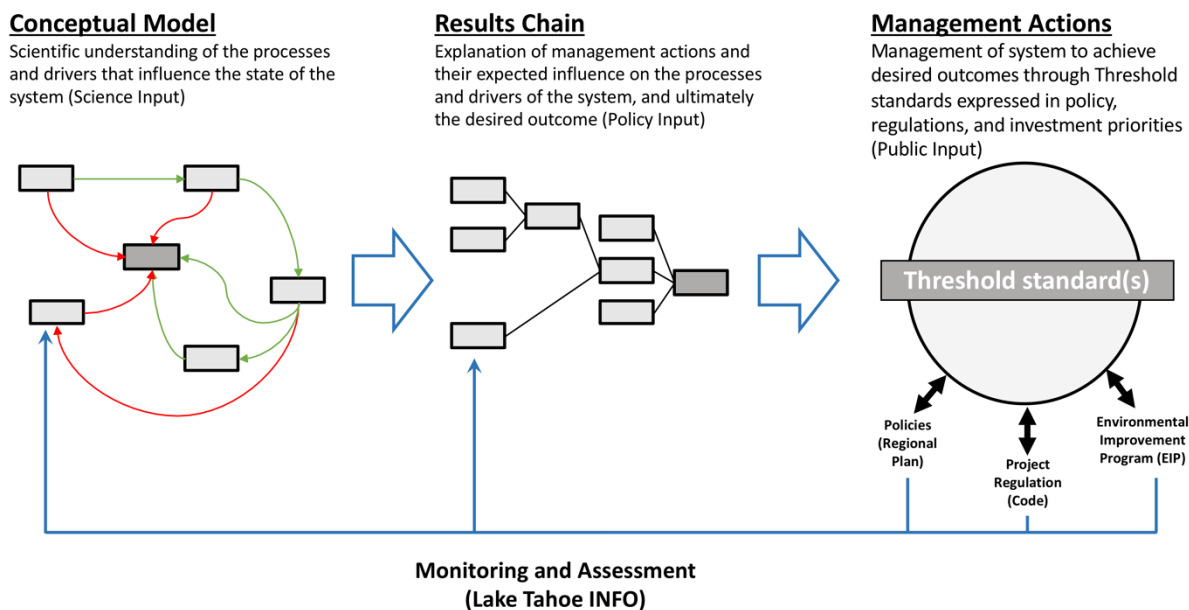 Conceptual Model
Scientific understanding of the processes
and drivers that influence the state of the
system (Science Input)
Results Chain
Explanation of management actions and
their expected influence on the processes
and drivers of the system, and ultimately
the desired outcome (Policy Input)
Management Actions
Management of system to achieve
desired outcomes through Threshold
standards expressed in policy,
regulations, and investment priorities
(Public Input)
Threshold standard(s)
Policies
(Regional
Plan)
Project
Regulation
(Code)
Environmental
Improvement
Program (EIP)
Monitoring and Assessment
(Lake Tahoe INFO)